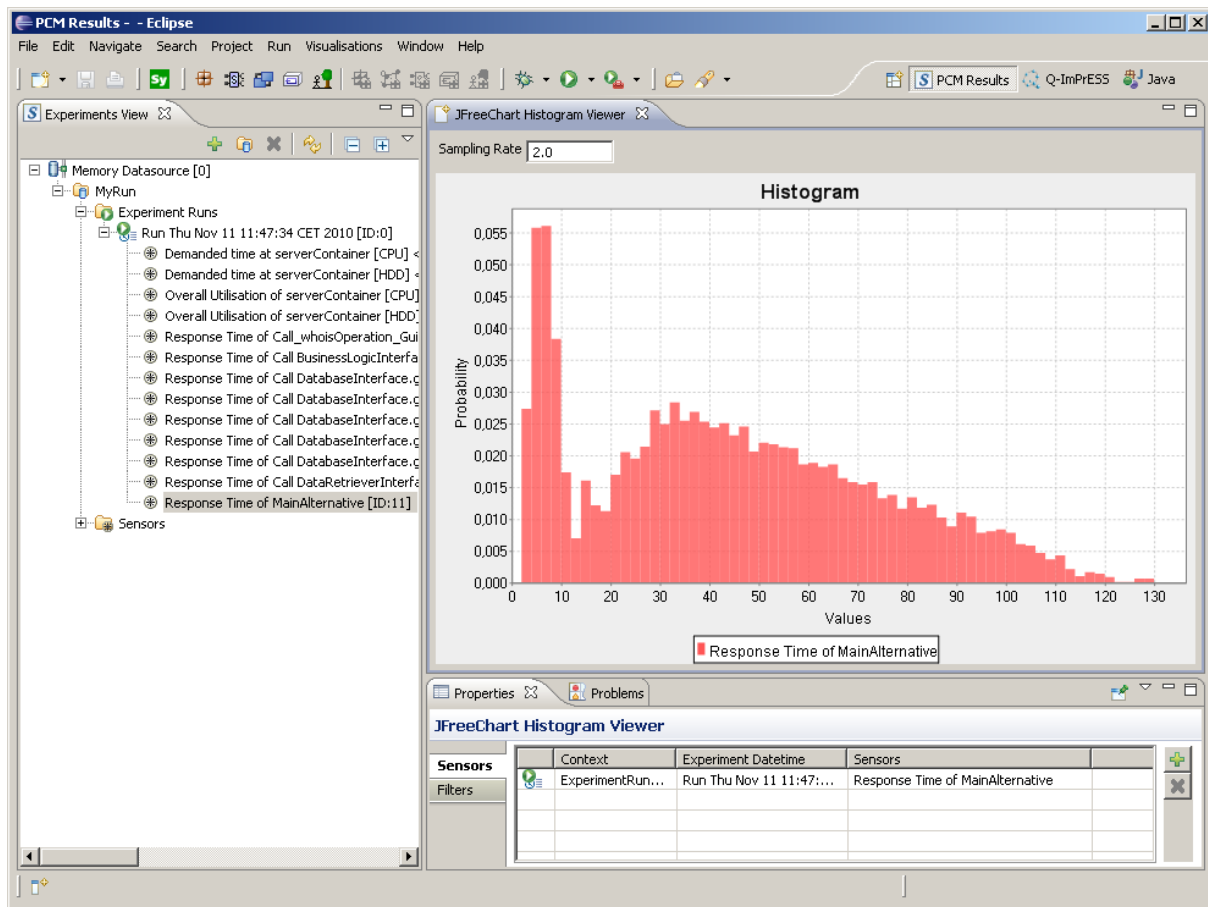 PCM Results - - Eclipse
File Edit Navigate Search Project Run Visualisations Window Help
Sy
S PCM Results Q-ImPrESS Java
S Experiments View
Memory Datasource [0]
MyRun
Experiment Runs
Run Thu Nov 11 11:47:34 CET 2010 [ID:0]
Demanded time at serverContainer [CPU] <
Demanded time at serverContainer [HDD] <
Overall Utilisation of serverContainer [CPU]
Overall Utilisation of serverContainer [HDD]
Response Time of Call_whoisOperation_Gui
Response Time of Call BusinessLogicInterfa
Response Time of Call DatabaseInterface.g
Response Time of Call DatabaseInterface.g
Response Time of Call DatabaseInterface.g
Response Time of Call DatabaseInterface.g
Response Time of Call DatabaseInterface.g
Response Time of Call DataRetrieverInterfa
Response Time of MainAlternative [ID:11]
Sensors
JFreeChart Histogram Viewer
Sampling Rate 2.0
Histogram
0,055
0,050
0,045
0,040
0,035
0,030
0,025
0,020
0,015
0,010
0,005
0,000
Probability
0 10 20 30 40 50 60 70 80 90 100 110 120 130
Values
Response Time of MainAlternative
Properties Problems
JFreeChart Histogram Viewer
Sensors
Filters
Context Experiment Datetime Sensors
ExperimentRun... Run Thu Nov 11 11:47:... Response Time of MainAlternative